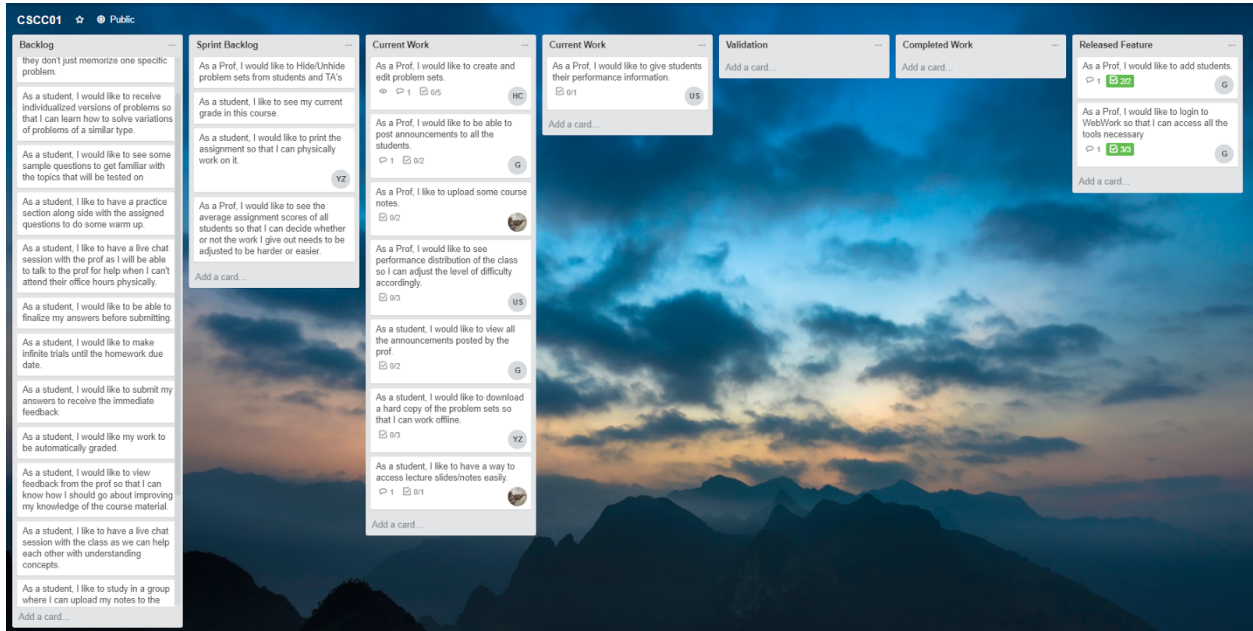 CSCC01 Public
Backlog
they don't just memorize one specific
problem.
As a student, I would like to receive
individualized versions of problems so
that I can learn how to solve variations
of problems of a similar type.
As a student, I would like to see some
sample questions to get familiar with
the topics that will be tested on
As a student, I like to have a practice
section along side with the assigned
questions to do some warm up.
As a student, I like to have a live chat
session with the prof as I will be able
to talk to the prof for help when I can't
attend their office hours physically.
As a student, I would like to be able to
finalize my answers before submitting.
As a student, I would like to make
infinite trials until the homework due
date.
As a student, I would like to submit my
answers to receive the immediate
feedback
As a student, I would like my work to
be automatically graded.
As a student, I would like to view
feedback from the prof so that I can
know how I should go about improving
my knowledge of the course material.
As a student, I like to have a live chat
session with the class as we can help
each other with understanding
concepts.
As a student, I like to study in a group
where I can upload my notes to the
Add a card...
Sprint Backlog
As a Prof, I would like to Hide/Unhide
problem sets from students and TA's
As a student, I like to see my current
grade in this course.
As a student, I would like to print the
assignment so that I can physically
work on it.
YZ
As a Prof, I would like to see the
average assignment scores of all
students so that I can decide whether
or not the work I give out needs to be
adjusted to be harder or easier.
Add a card...
Current Work
As a Prof, I would like to create and
edit problem sets.
1 0/5
HC
As a Prof, I would like to be able to
post announcements to all the
students.
1 0/2
G
As a Prof, I like to upload some course
notes.
0/2
As a Prof, I would like to see
performance distribution of the class
so I can adjust the level of difficulty
accordingly.
0/3
US
As a student, I would like to view all
the announcements posted by the
prof.
0/2
G
As a student, I would like to download
a hard copy of the problem sets so
that I can work offline.
0/3
YZ
As a student, I like to have a way to
access lecture slides/notes easily.
1 0/1
Add a card...
Current Work
As a Prof, I would like to give students
their performance information.
0/1
US
Add a card...
Validation
Add a card...
Completed Work
Add a card...
Released Feature
As a Prof, I would like to add students.
1 2/2
G
As a Prof, I would like to login to
WebWork so that I can access all the
tools necessary
1 3/3
G
Add a card...